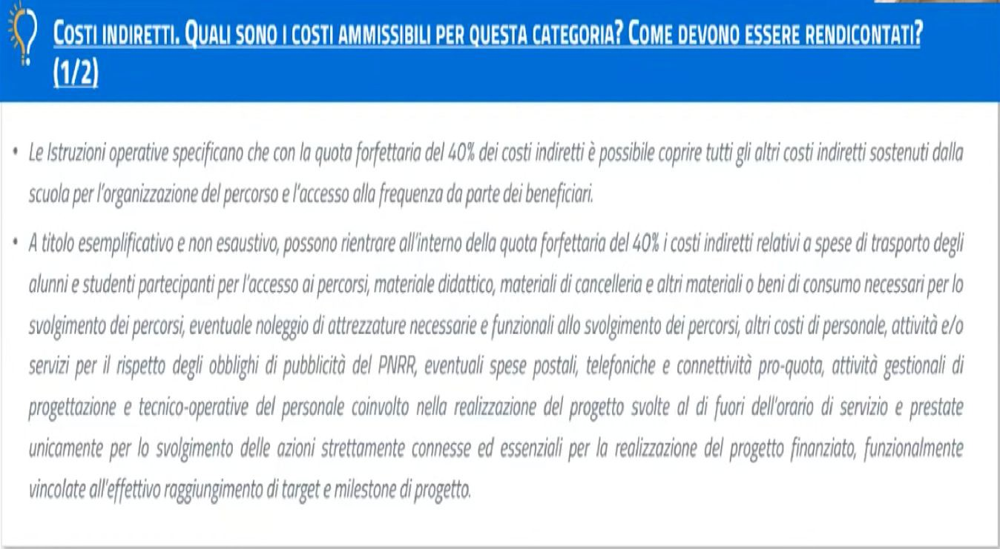 COSTI INDIRETTI. QUALI SONO I COSTI AMMISSIBILI PER QUESTA CATEGORIA? COME DEVONO ESSERE RENDICONTATI?
(1/2)
• Le Istruzioni operative specificano che con la quota forfettaria del 40% dei costi indiretti è possibile coprire tutti gli altri costi indiretti sostenuti dalla
scuola per l'organizzazione del percorso e l'accesso alla frequenza da parte dei beneficiari.
• A titolo esemplificativo e non esaustivo, possono rientrare all'interno della quota forfettaria del 40% i costi indiretti relativi a spese di trasporto degli
alunni e studenti partecipanti per l'accesso ai percorsi, materiale didattico, materiali di cancelleria e altri materiali o beni di consumo necessari per lo
svolgimento dei percorsi, eventuale noleggio di attrezzature necessarie e funzionali allo svolgimento dei percorsi, altri costi di personale, attività e/o
servizi per il rispetto degli obblighi di pubblicità del PNRR, eventuali spese postali, telefoniche e connettività pro-quota, attività gestionali di
progettazione e tecnico-operative del personale coinvolto nella realizzazione del progetto svolte al di fuori dell'orario di servizio e prestate
unicamente per lo svolgimento delle azioni strettamente connesse ed essenziali per la realizzazione del progetto finanziato, funzionalmente
vincolate all'effettivo raggiungimento di target e milestone di progetto.